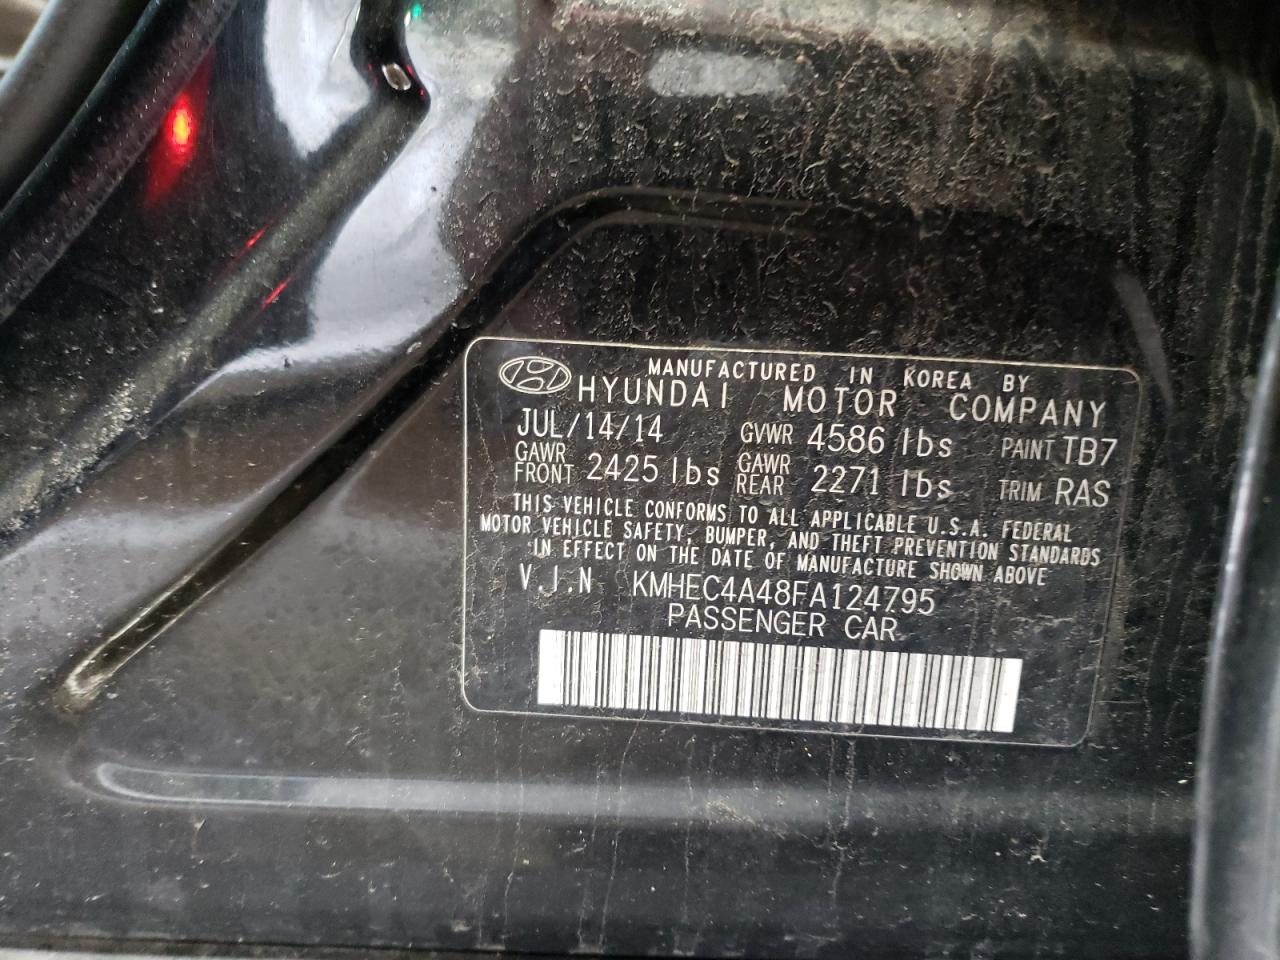 MANUFACTURED IN KOREA BY
HYUNDAI MOTOR COMPANY
JUL/14/14 GVWR 4586 lbs PAINT TB7
GAWR FRONT 2425 lbs GAWR REAR 2271 lbs TRIM RAS
THIS VEHICLE CONFORMS TO ALL APPLICABLE U.S.A. FEDERAL
MOTOR VEHICLE SAFETY, BUMPER, AND THEFT PREVENTION STANDARDS
IN EFFECT ON THE DATE OF MANUFACTURE SHOWN ABOVE
V.I.N KMHEC4A48FA124795
PASSENGER CAR